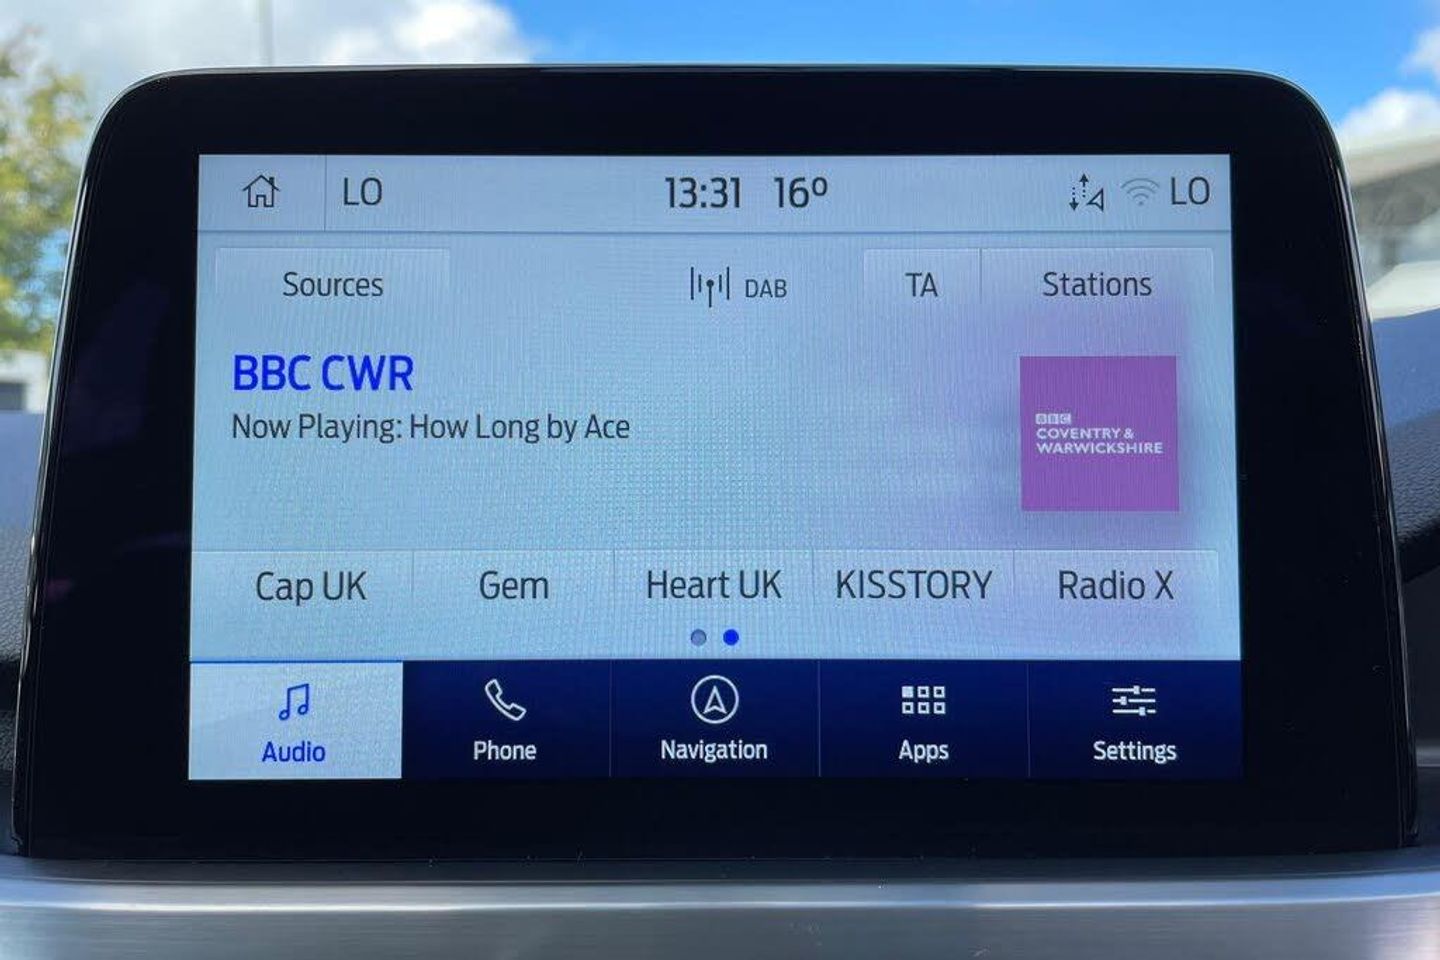 LO 13:31 16° LO
Sources DAB TA Stations
BBC CWR
Now Playing: How Long by Ace
BBC
COVENTRY &
WARWICKSHIRE
Cap UK Gem Heart UK KISSTORY Radio X
Audio Phone Navigation Apps Settings